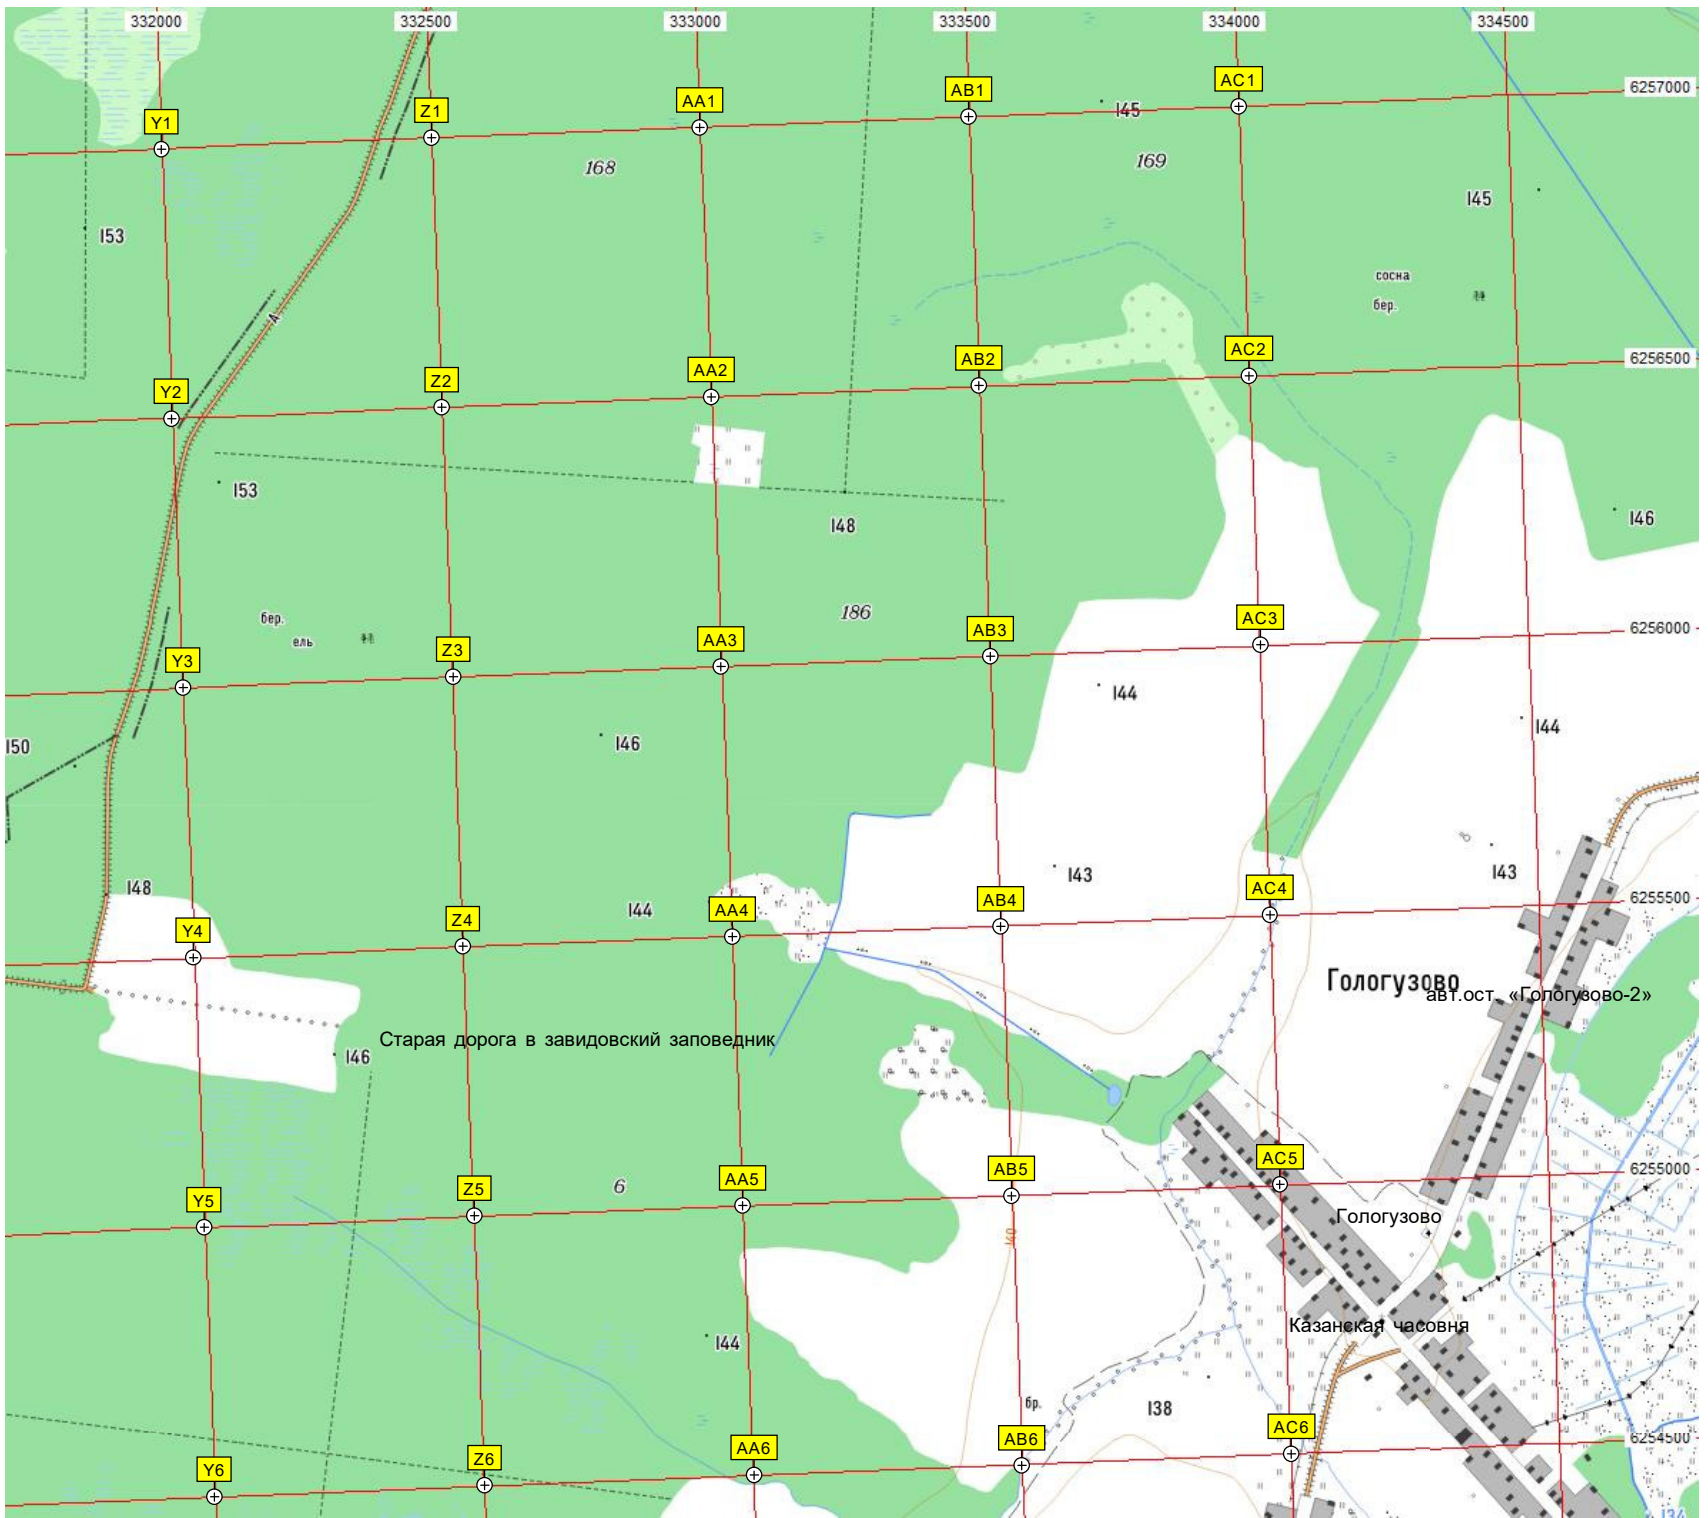 332000 332500 333000 333500 334000 334500
6257000
Y1 Z1 AA1 AB1 AC1
145
168 169
145
153
сосна
бер.
А
6256500
Y2 Z2 AA2 AB2 AC2
153
148
146
186
бер.
ель
6256000
Y3 Z3 AA3 AB3 AC3
144
144
150
146
143
143
148
144
6255500
Y4 Z4 AA4 AB4 AC4
Гологузово
авт.ост. «Гологузово-2»
Старая дорога в завидовский заповедник
146
6255000
Y5 Z5 AA5 AB5 AC5
6
Гологузово
140
Казанская часовня
144
бр.
138
6254500
Y6 Z6 AA6 AB6 AC6
134